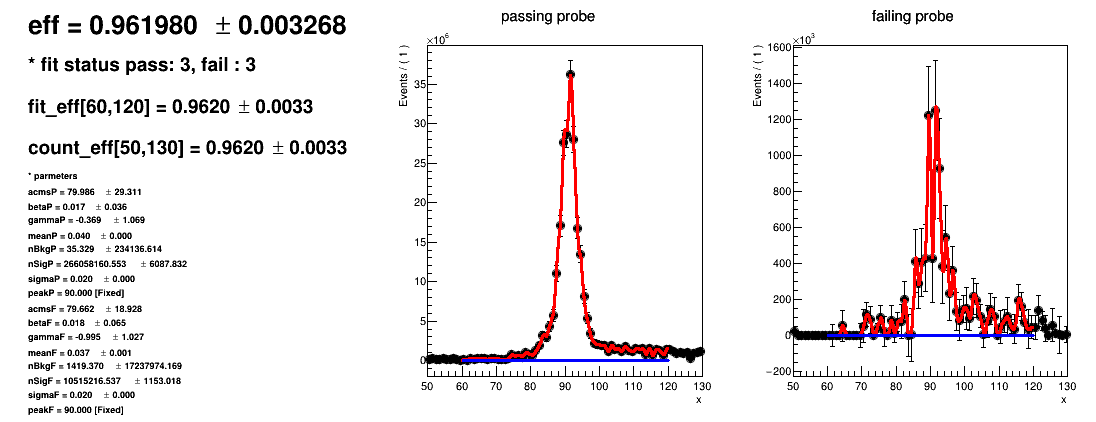 eff = 0.961980 ± 0.003268
* fit status pass: 3, fail : 3
fit_eff[60,120] = 0.9620 ± 0.0033
count_eff[50,130] = 0.9620 ± 0.0033
* parmeters
acmsP = 79.986 ± 29.311
betaP = 0.017 ± 0.036
gammaP = -0.369 ± 1.069
meanP = 0.040 ± 0.000
nBkgP = 35.329 ± 234136.614
nSigP = 266058160.553 ± 6087.832
sigmaP = 0.020 ± 0.000
peakP = 90.000 [Fixed]
acmsF = 79.662 ± 18.928
betaF = 0.018 ± 0.065
gammaF = -0.995 ± 1.027
meanF = 0.037 ± 0.001
nBkgF = 1419.370 ± 17237974.169
nSigF = 10515216.537 ± 1153.018
sigmaF = 0.020 ± 0.000
peakF = 90.000 [Fixed]
passing probe
×10⁶
Events / ( 1 )
35
30
25
20
15
10
5
0
50 60 70 80 90 100 110 120 130
x
failing probe
×10³
Events / ( 1 )
1600
1400
1200
1000
800
600
400
200
0
−200
50 60 70 80 90 100 110 120 130
x